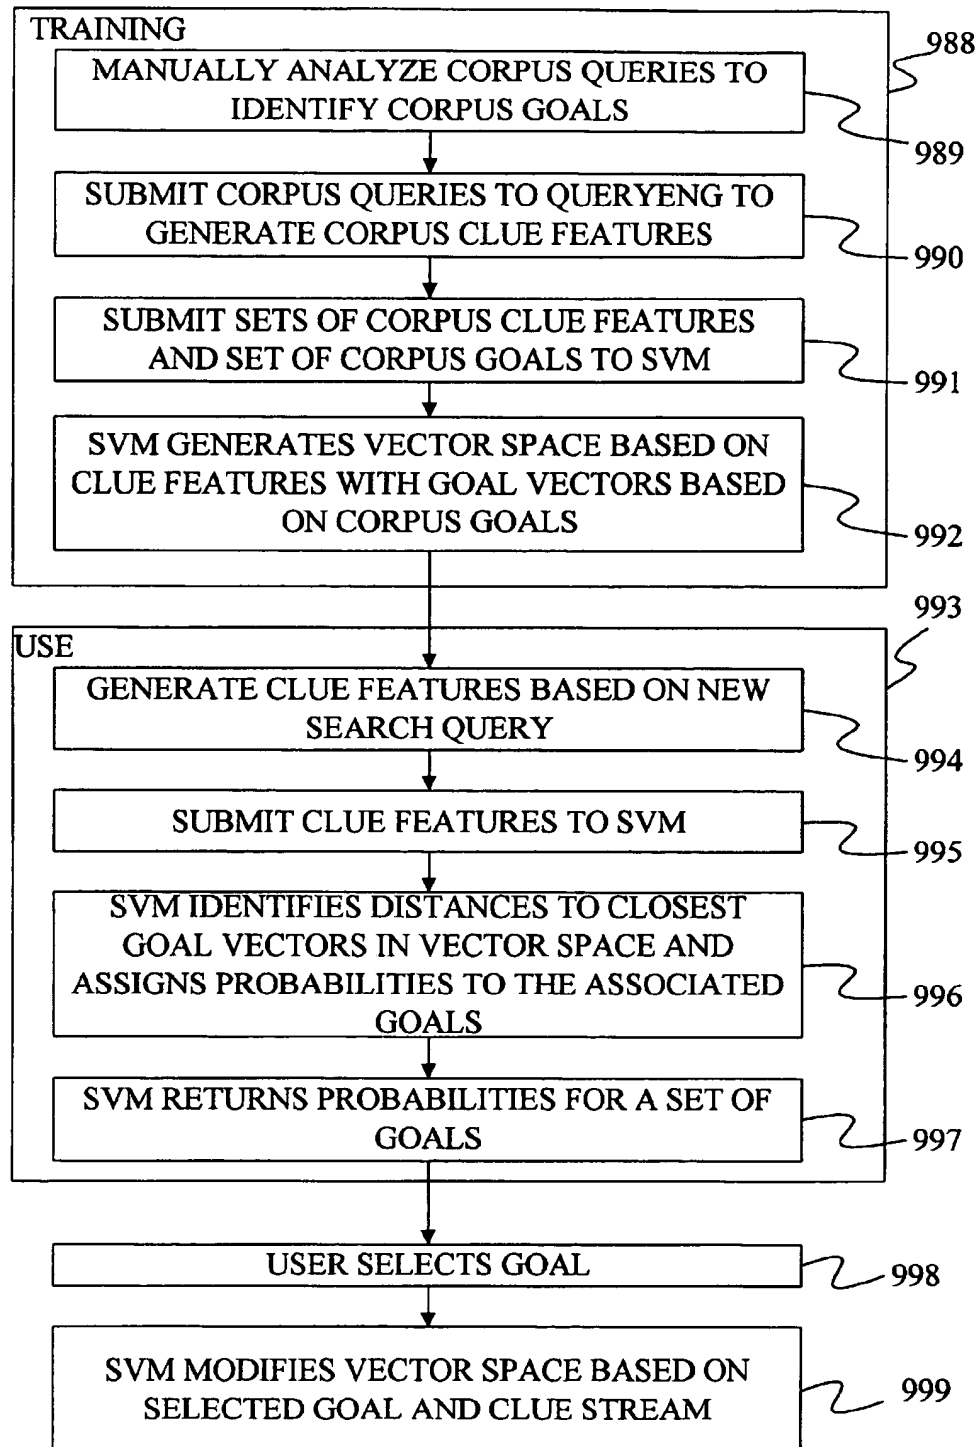 TRAINING
988
MANUALLY ANALYZE CORPUS QUERIES TO
IDENTIFY CORPUS GOALS
989
SUBMIT CORPUS QUERIES TO QUERYENG TO
GENERATE CORPUS CLUE FEATURES
990
SUBMIT SETS OF CORPUS CLUE FEATURES
AND SET OF CORPUS GOALS TO SVM
991
SVM GENERATES VECTOR SPACE BASED ON
CLUE FEATURES WITH GOAL VECTORS BASED
ON CORPUS GOALS
992
993
USE
GENERATE CLUE FEATURES BASED ON NEW
SEARCH QUERY
994
SUBMIT CLUE FEATURES TO SVM
995
SVM IDENTIFIES DISTANCES TO CLOSEST
GOAL VECTORS IN VECTOR SPACE AND
ASSIGNS PROBABILITIES TO THE ASSOCIATED
GOALS
996
SVM RETURNS PROBABILITIES FOR A SET OF
GOALS
997
USER SELECTS GOAL
998
SVM MODIFIES VECTOR SPACE BASED ON
SELECTED GOAL AND CLUE STREAM
999